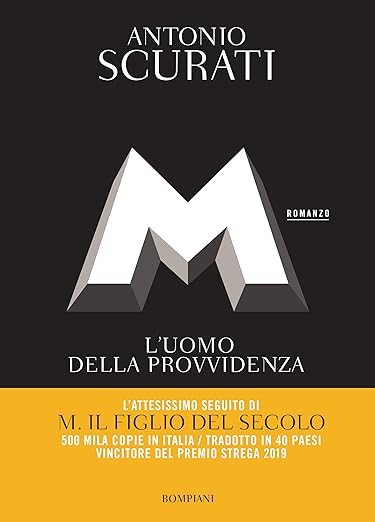 ANTONIO
SCURATI
M
ROMANZO
L'UOMO
DELLA PROVVIDENZA
L'ATTESISSIMO SEGUITO DI
M. IL FIGLIO DEL SECOLO
500 MILA COPIE IN ITALIA / TRADOTTO IN 40 PAESI
VINCITORE DEL PREMIO STREGA 2019
BOMPIANI